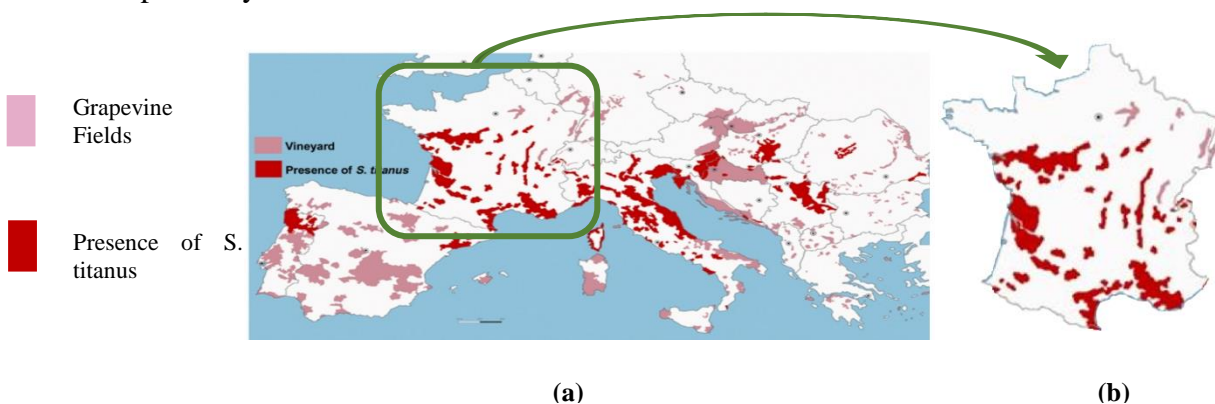 Grapevine
Fields
Presence of S.
titanus
Vineyard
Presence of S. titanus
(a)
(b)